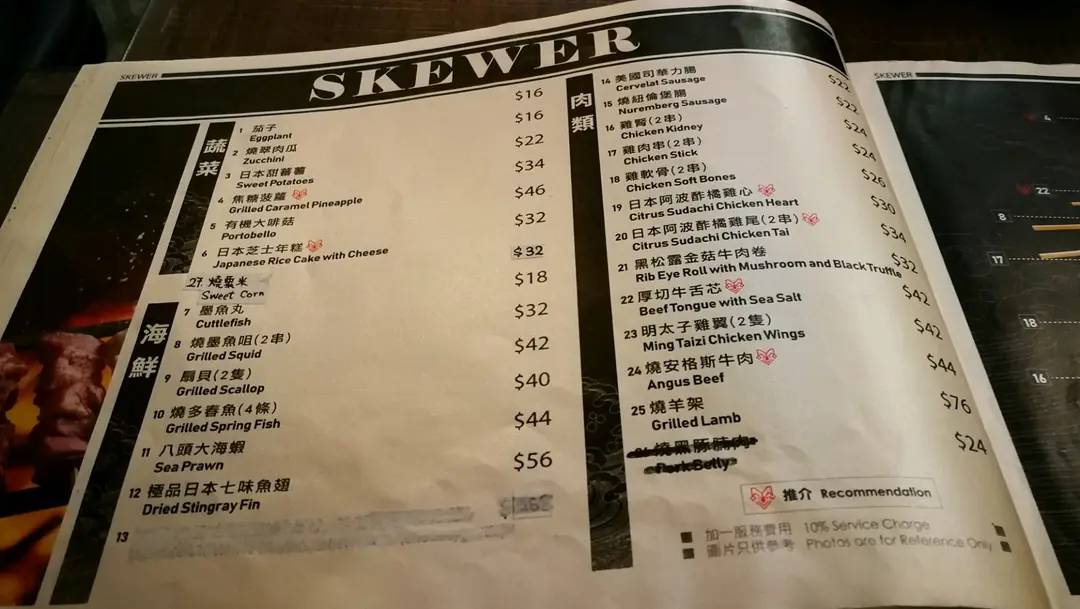 SKEWER
SKEWER
SKEWER
蔬菜
$16
1 茄子
Eggplant
$16
2 燒翠肉瓜
Zucchini
$22
3 日本甜蕃薯
Sweet Potatoes
$34
4 焦糖菠蘿
Grilled Caramel Pineapple
$46
5 有機大啡菇
Portobello
$32
6 日本芝士年糕
Japanese Rice Cake with Cheese
$32
27 燒粟米
Sweet Corn
$18
海鮮
7 墨魚丸
Cuttlefish
$32
8 燒墨魚咀(2串)
Grilled Squid
$42
9 扇貝(2隻)
Grilled Scallop
$40
10 燒多春魚(4條)
Grilled Spring Fish
$44
11 八頭大海蝦
Sea Prawn
$56
12 極品日本七味魚翅
Dried Stingray Fin
13
肉類
14 美國司華力腸
Cervelat Sausage
$22
15 燒紐倫堡腸
Nuremberg Sausage
$22
16 雞腎(2串)
Chicken Kidney
$24
17 雞肉串(2串)
Chicken Stick
$24
18 雞軟骨(2串)
Chicken Soft Bones
$26
19 日本阿波酢橘雞心
Citrus Sudachi Chicken Heart
$30
20 日本阿波酢橘雞尾(2串)
Citrus Sudachi Chicken Tai
$34
21 黑松露金菇牛肉卷
Rib Eye Roll with Mushroom and Black Truffle
$32
22 厚切牛舌芯
Beef Tongue with Sea Salt
$42
23 明太子雞翼(2隻)
Ming Taizi Chicken Wings
$42
24 燒安格斯牛肉
Angus Beef
$44
25 燒羊架
Grilled Lamb
$76
26 燒黑豚腩肉
Pork Belly
$24
推介 Recommendation
加一服務費用 10% Service Charge
圖片只供參考 Photos are for Reference Only
4
22
8
17
18
16